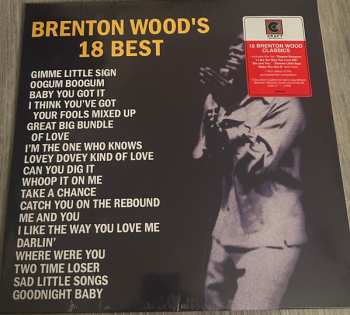 BRENTON WOOD'S
18 BEST
GIMME LITTLE SIGN
OOGUM BOOGUM
BABY YOU GOT IT
I THINK YOU'VE GOT
YOUR FOOLS MIXED UP
GREAT BIG BUNDLE
OF LOVE
I'M THE ONE WHO KNOWS
LOVEY DOVEY KIND OF LOVE
CAN YOU DIG IT
WHOOP IT ON ME
TAKE A CHANCE
CATCH YOU ON THE REBOUND
ME AND YOU
I LIKE THE WAY YOU LOVE ME
DARLIN'
WHERE WERE YOU
TWO TIME LOSER
SAD LITTLE SONGS
GOODNIGHT BABY
CRAFT
18 BRENTON WOOD
CLASSICS